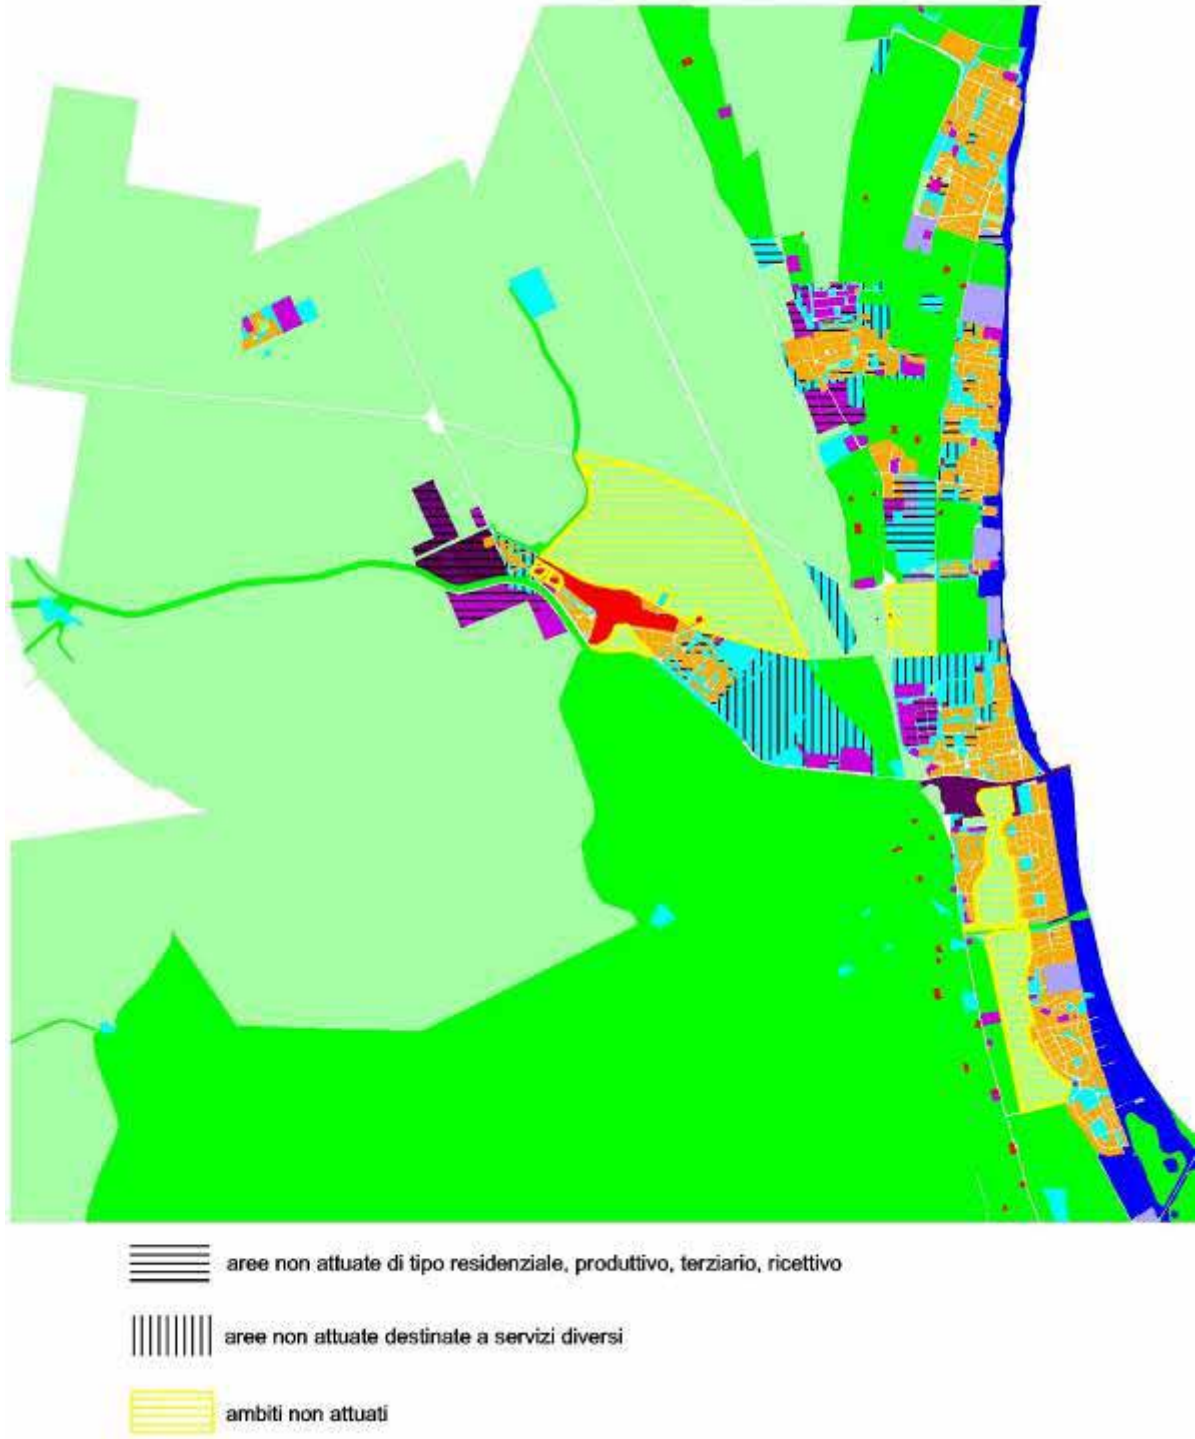 aree non attuate di tipo residenziale, produttivo, terziario, ricettivo
aree non attuate destinate a servizi diversi
ambiti non attuati